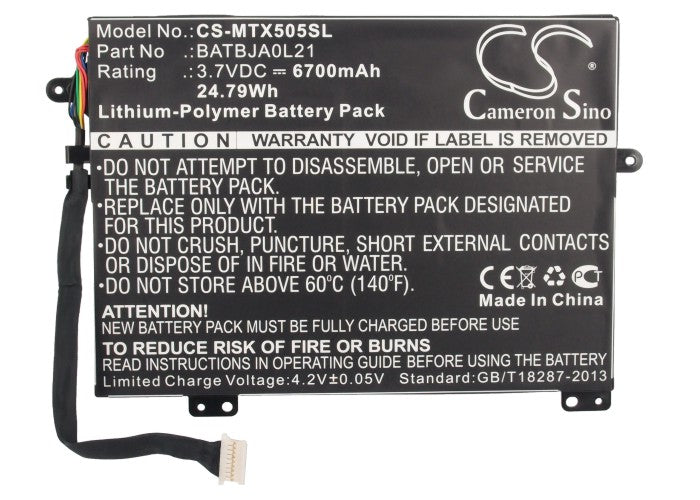 Model No.:CS-MTX505SL
Part No :BATBJA0L21
Rating :3.7VDC ⎓ 6700mAh
24.79Wh
Lithium-Polymer Battery Pack
CS
Cameron Sino
CAUTION WARRANTY VOID IF LABEL IS REMOVED
•DO NOT ATTEMPT TO DISASSEMBLE, OPEN OR SERVICE
THE BATTERY PACK.
•REPLACE ONLY WITH THE BATTERY PACK DESIGNATED
FOR THIS PRODUCT.
•DO NOT CRUSH, PUNCTURE, SHORT EXTERNAL CONTACTS
OR DISPOSE OF IN FIRE OR WATER.
•DO NOT STORE ABOVE 60°C (140°F).
CE PCT
Made In China
ATTENTION
NEW BATTERY PACK MUST BE FULLY CHARGED BEFORE USE.
TO REDUCE RISK OF FIRE OR BURNS
READ INSTRUCTIONS IN OPERATING GUIDE BEFORE CHARGING.
Limited Charge Voltage:4.2V±0.05V Standard:GB/T18287-2013